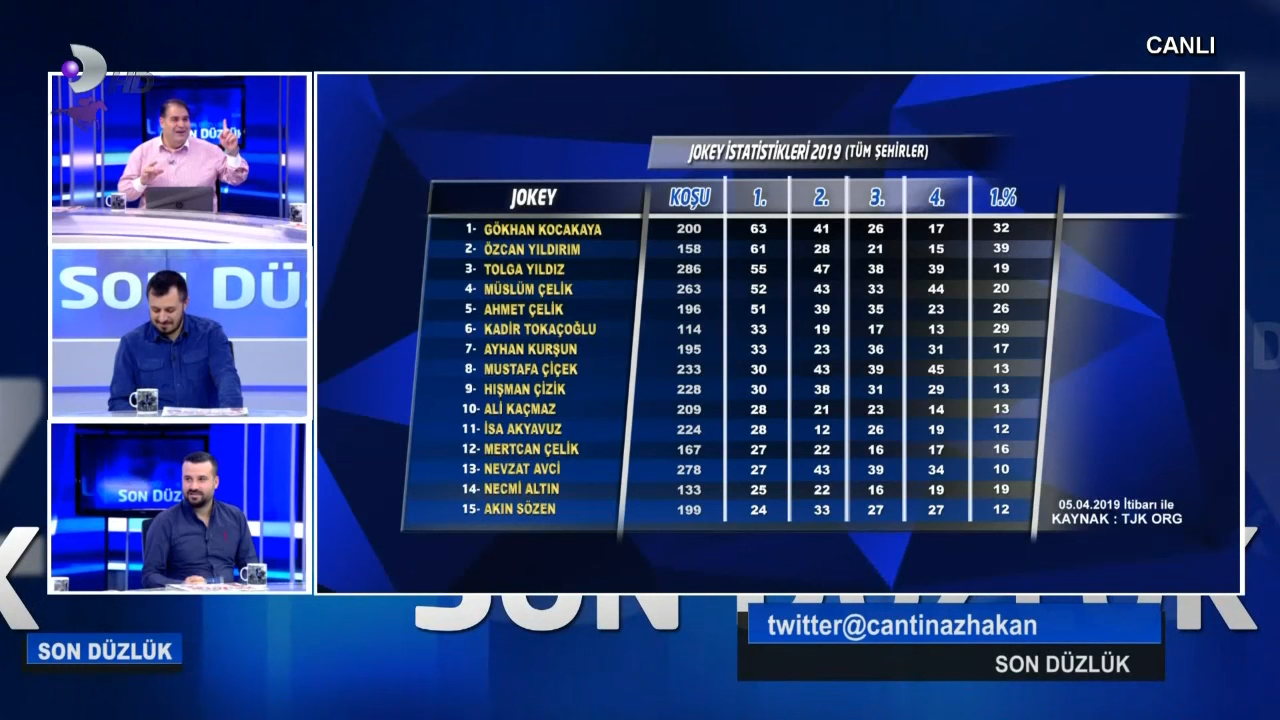 CANLI
HD
SON DÜZLÜK
SON DÜZ
SON DÜZ
JOKEY İSTATİSTİKLERİ 2019 (TÜM ŞEHİRLER)
JOKEY KOŞU 1. 2. 3. 4. 1.%
1- GÖKHAN KOCAKAYA 200 63 41 26 17 32
2- ÖZCAN YILDIRIM 158 61 28 21 15 39
3- TOLGA YILDIZ 286 55 47 38 39 19
4- MÜSLÜM ÇELİK 263 52 43 33 44 20
5- AHMET ÇELİK 196 51 39 35 23 26
6- KADİR TOKAÇOĞLU 114 33 19 17 13 29
7- AYHAN KURŞUN 195 33 23 36 31 17
8- MUSTAFA ÇİÇEK 233 30 43 39 45 13
9- HIŞMAN ÇİZİK 228 30 38 31 29 13
10- ALİ KAÇMAZ 209 28 21 23 14 13
11- İSA AKYAVUZ 224 28 12 26 19 12
12- MERTCAN ÇELİK 167 27 22 16 17 16
13- NEVZAT AVCİ 278 27 43 39 34 10
14- NECMİ ALTIN 133 25 22 16 19 19
15- AKIN SÖZEN 199 24 33 27 27 12
05.04.2019 İtibarı ile
KAYNAK : TJK ORG
SON
twitter@cantinazhakan
SON DÜZLÜK
SON DÜZLÜK